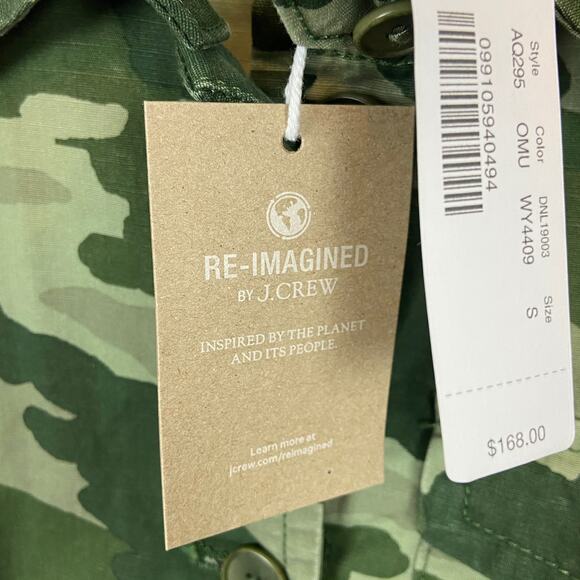 RE-IMAGINED
BY J.CREW
INSPIRED BY THE PLANET
AND ITS PEOPLE.
Learn more at
jcrew.com/reimagined
099105940494
Style Color DNL19003 Size
AQ295 OMU WY4409 S
$168.00